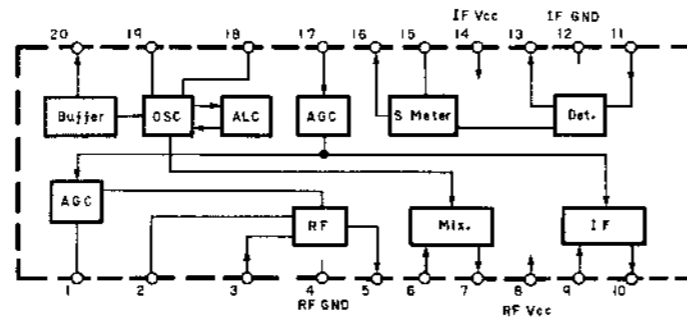 IF Vcc IF GND
20 19 18 17 16 15 14 13 12 11
Buffer OSC ALC AGC S Meter Det.
AGC
RF Mix. IF
1 2 3 4 5 6 7 8 9 10
RF GND RF Vcc